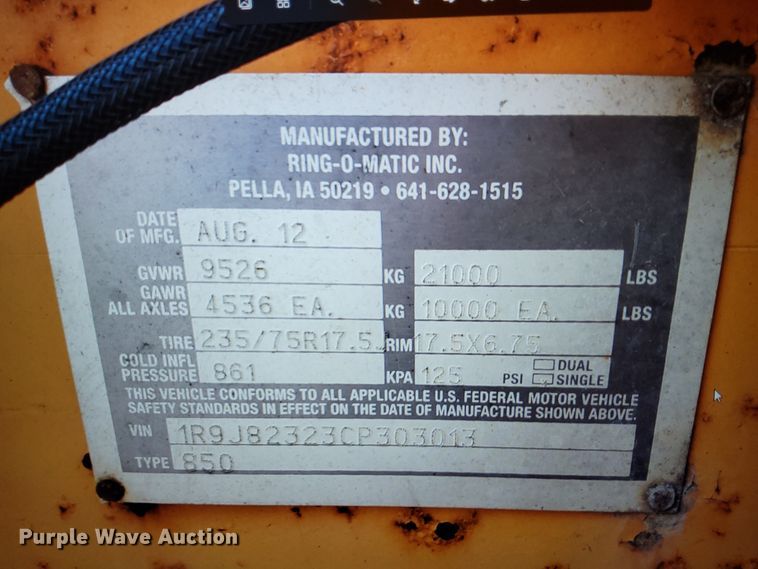 MANUFACTURED BY:
RING-O-MATIC INC.
PELLA, IA 50219 • 641-628-1515
DATE OF MFG. AUG. 12
GVWR 9526 KG 21000 LBS
GAWR ALL AXLES 4536 EA. KG 10000 EA. LBS
TIRE 235/75R17.5J RIM 17.5X6.75
COLD INFL PRESSURE 861 KPA 125 PSI DUAL SINGLE
THIS VEHICLE CONFORMS TO ALL APPLICABLE U.S. FEDERAL MOTOR VEHICLE
SAFETY STANDARDS IN EFFECT ON THE DATE OF MANUFACTURE SHOWN ABOVE.
VIN 1R9J82323CP303013
TYPE 850
Purple Wave Auction